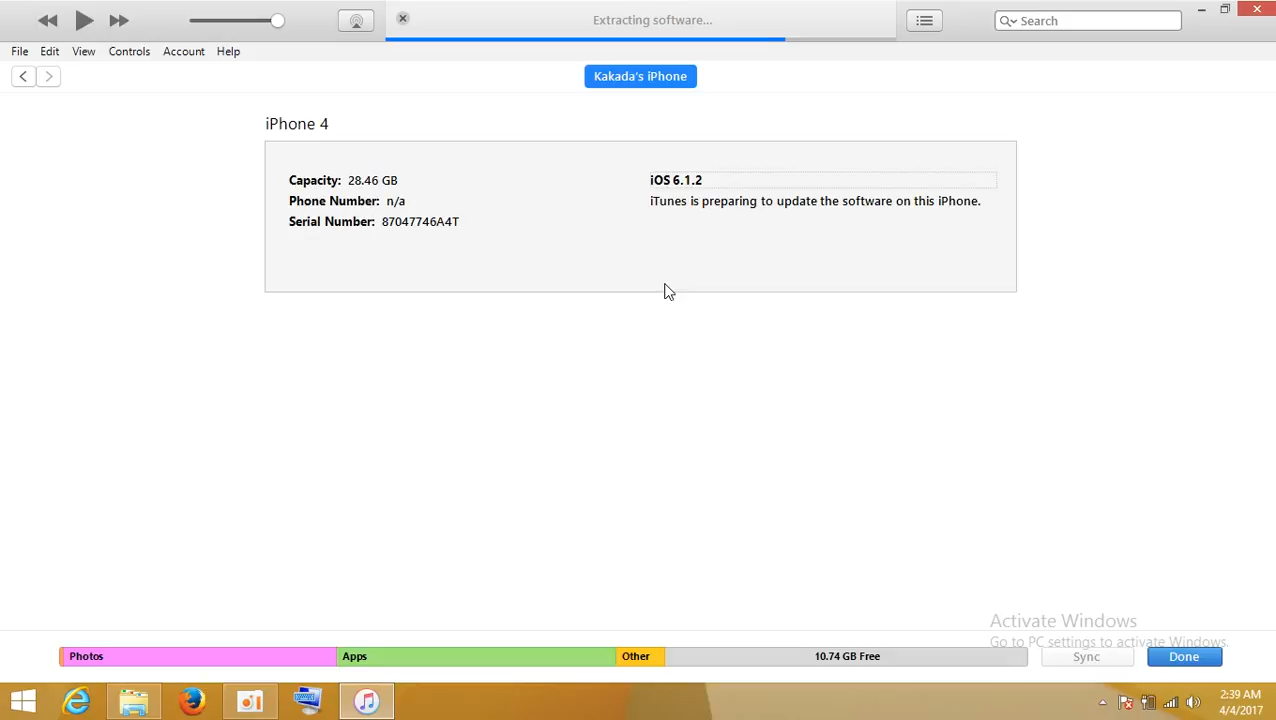 Extracting software...
Search
File Edit View Controls Account Help
Kakada's iPhone
iPhone 4
Capacity: 28.46 GB
Phone Number: n/a
Serial Number: 87047746A4T
iOS 6.1.2
iTunes is preparing to update the software on this iPhone.
Activate Windows
Go to PC settings to activate Windows.
Photos Apps Other 10.74 GB Free Sync Done
2:39 AM
4/4/2017